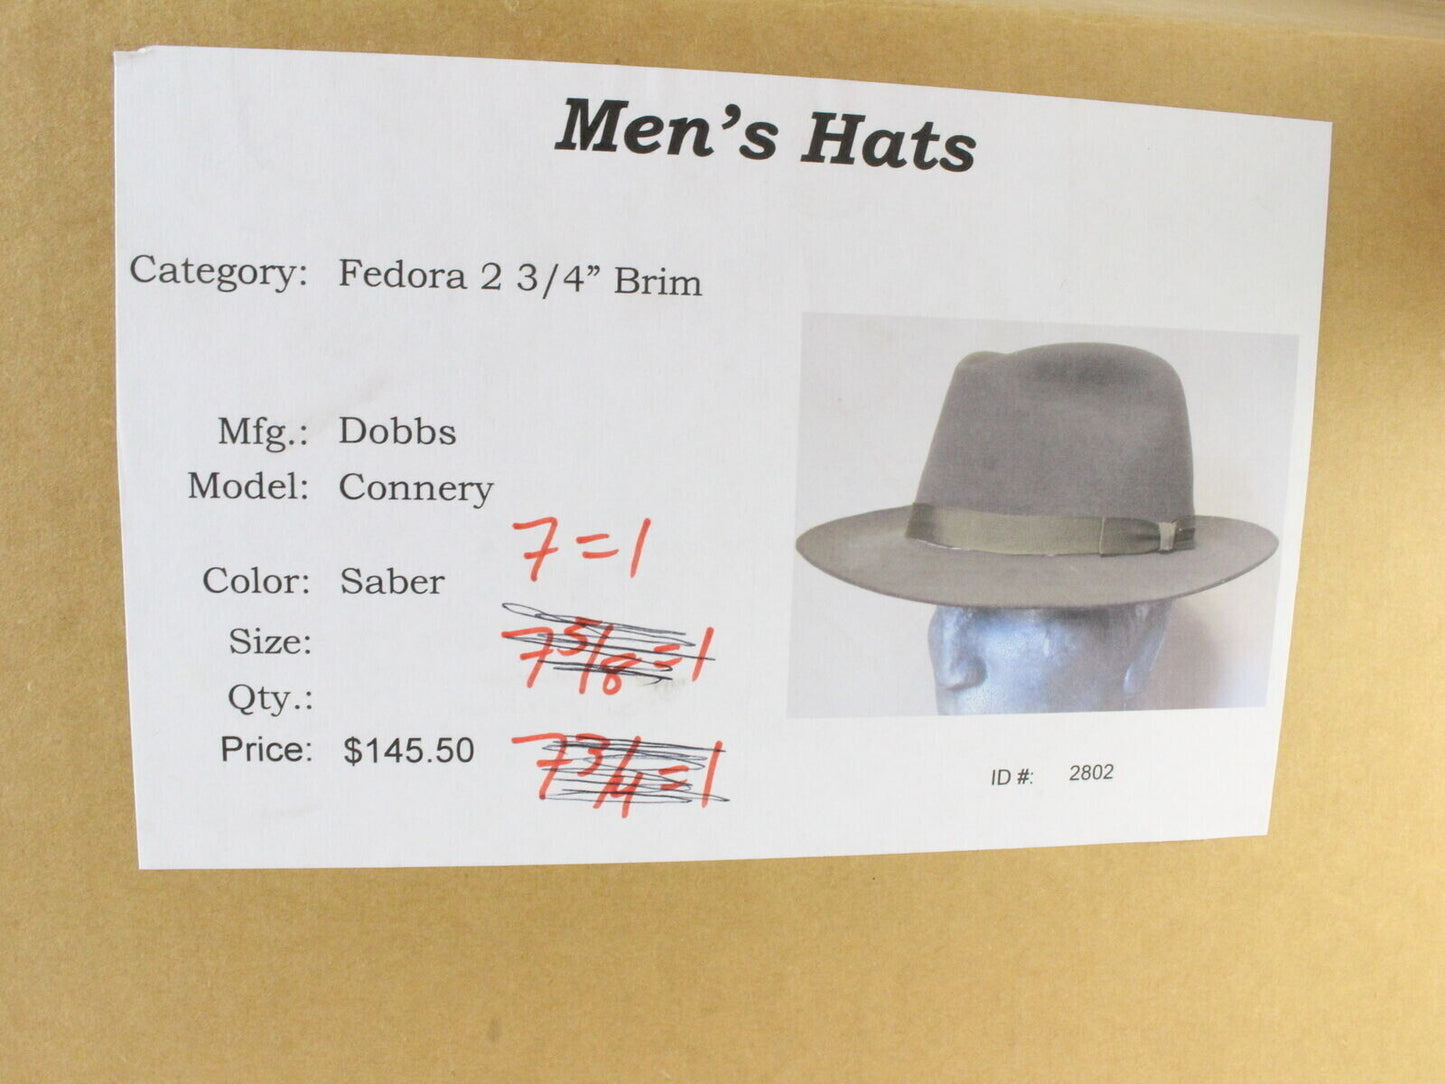 Men's Hats
Category: Fedora 2 3/4” Brim
Mfg.: Dobbs
Model: Connery
7 = 1
Color: Saber
Size:
7 5/8 = 1
Qty.:
Price: $145.50
7 3/4 = 1
ID #: 2802